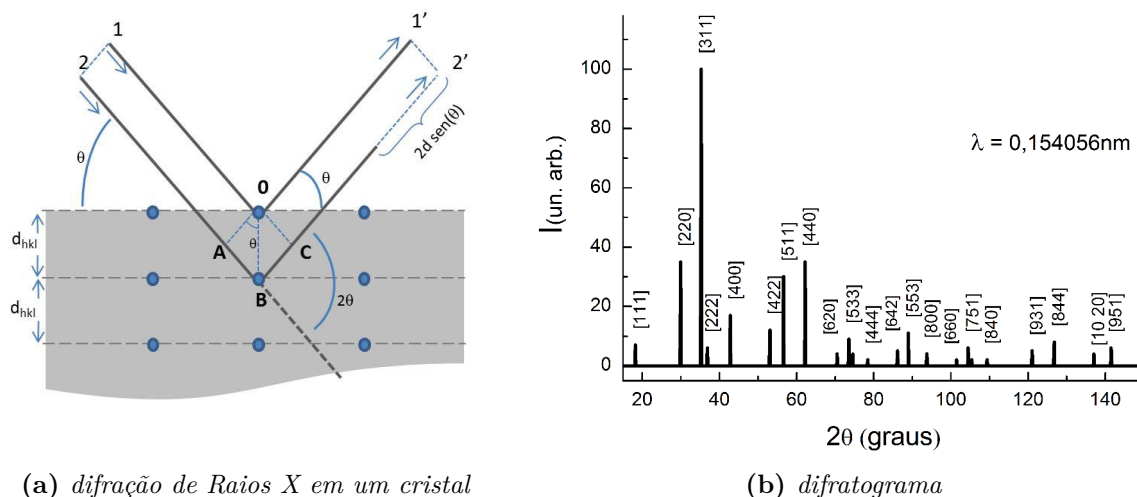 1
2
1’
2’
2d sen(θ)
θ
θ
0
d_hkl
A
θ
C
2θ
B
d_hkl
(a) difração de Raios X em um cristal
I(un. arb.)
100
80
60
40
20
0
[111]
[220]
[311]
[222]
[400]
[422]
[511]
[440]
[620]
[533]
[444]
[642]
[553]
[800]
[660]
[751]
[840]
[931]
[844]
[10 20]
[951]
λ = 0,154056nm
20 40 60 80 100 120 140
2θ (graus)
(b) difratograma